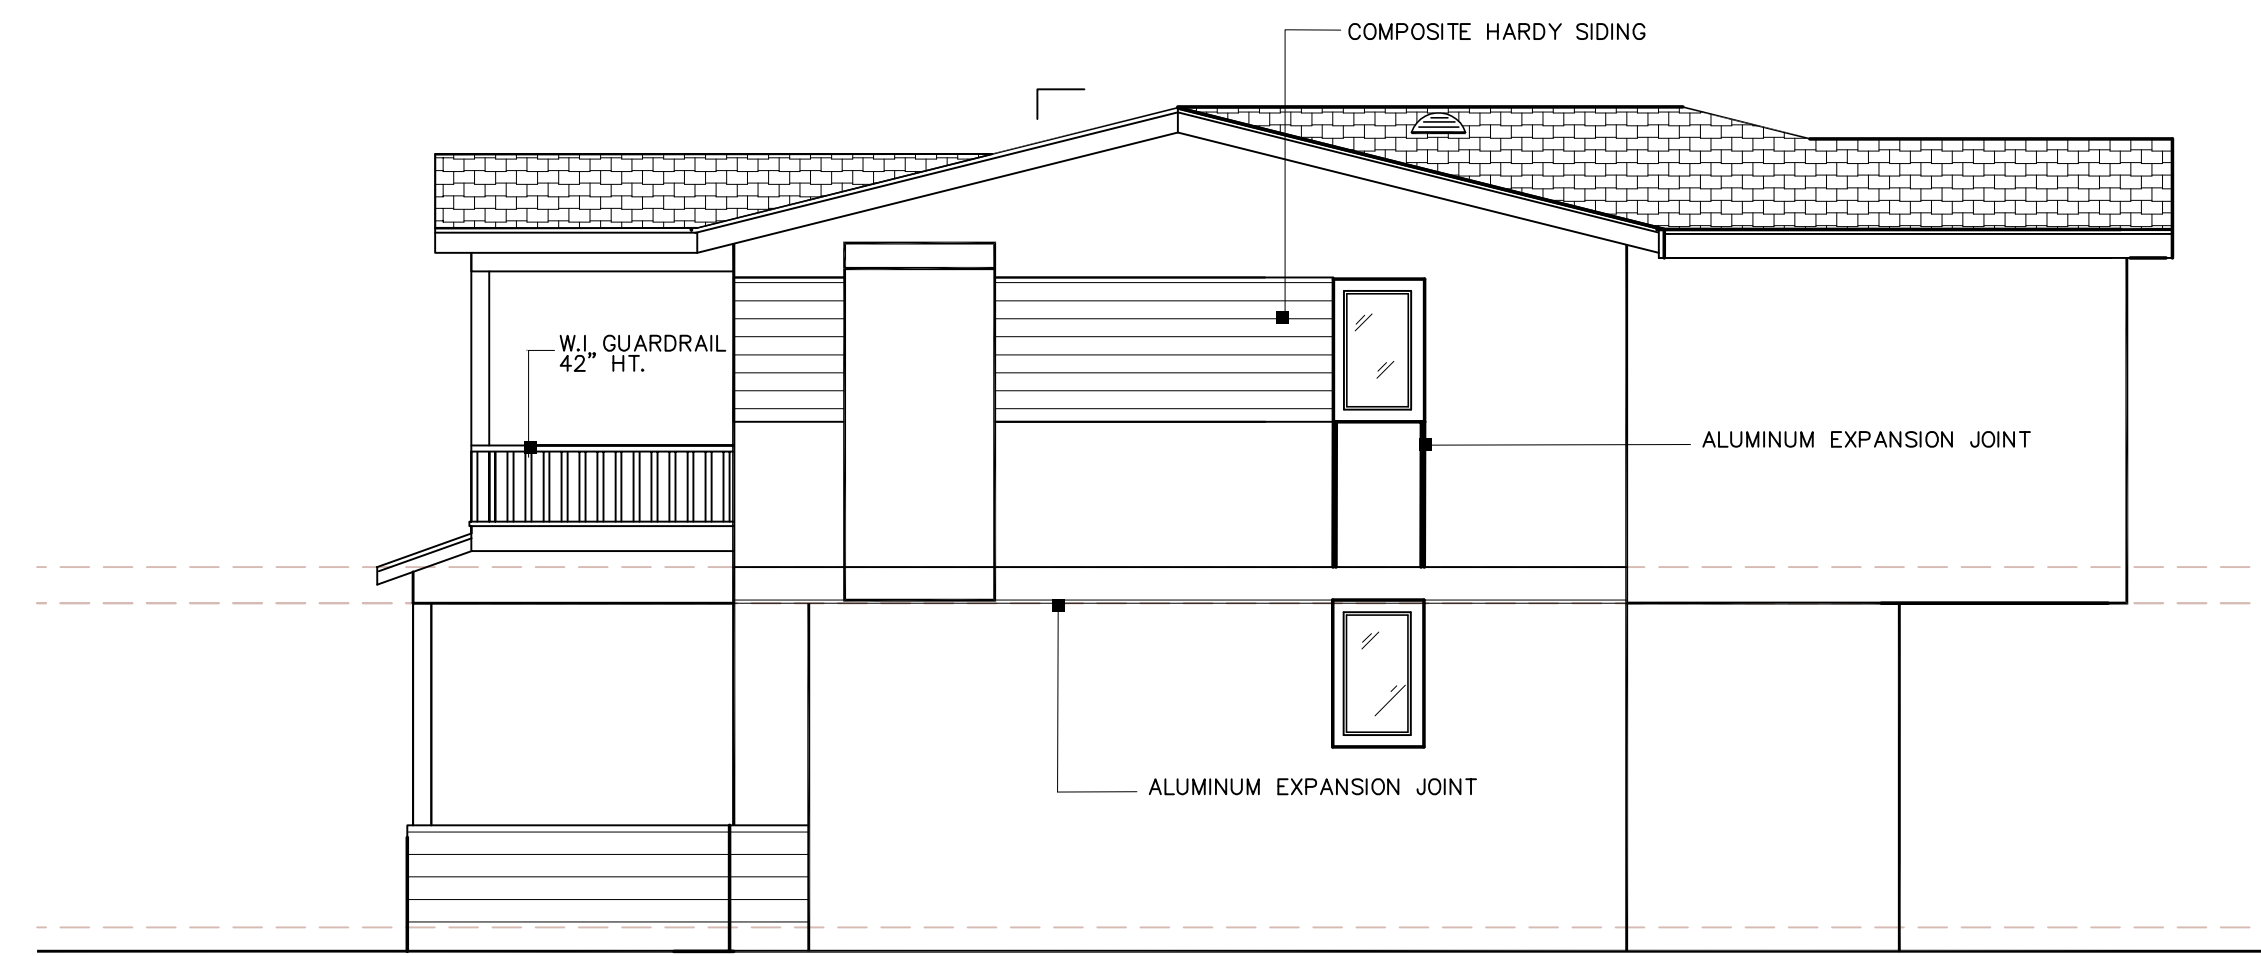 COMPOSITE HARDY SIDING
W.I. GUARDRAIL
42" HT.
ALUMINUM EXPANSION JOINT
ALUMINUM EXPANSION JOINT